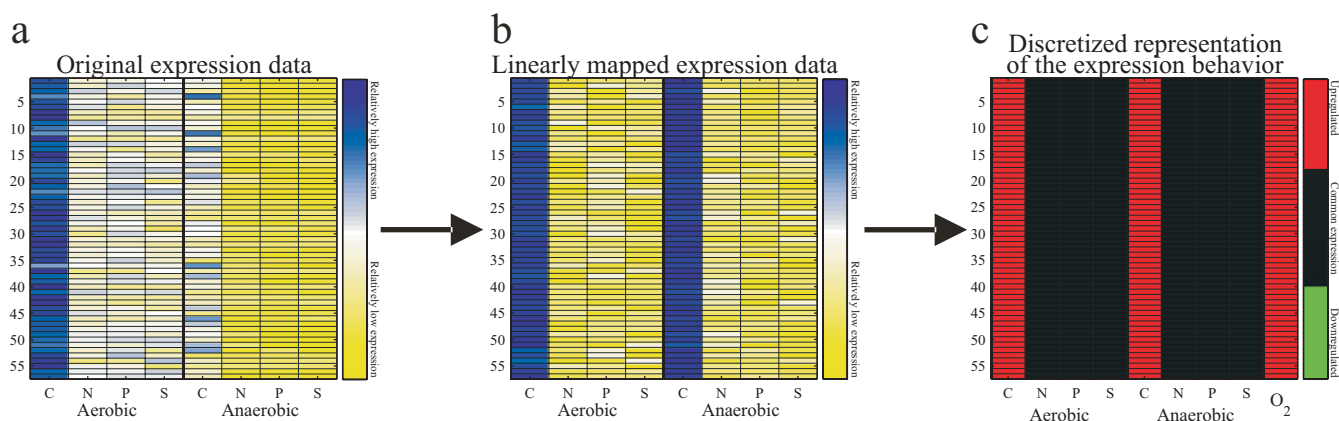 a
Original expression data
5
10
15
20
25
30
35
40
45
50
55
C N P S C N P S
Aerobic Anaerobic
Relatively high expression
Relatively low expression
b
Linearly mapped expression data
5
10
15
20
25
30
35
40
45
50
55
C N P S C N P S
Aerobic Anaerobic
Relatively high expression
Relatively low expression
c
Discretized representation
of the expression behavior
5
10
15
20
25
30
35
40
45
50
55
C N P S C N P S O2
Aerobic Anaerobic
Upregulated
Common expression
Downregulated